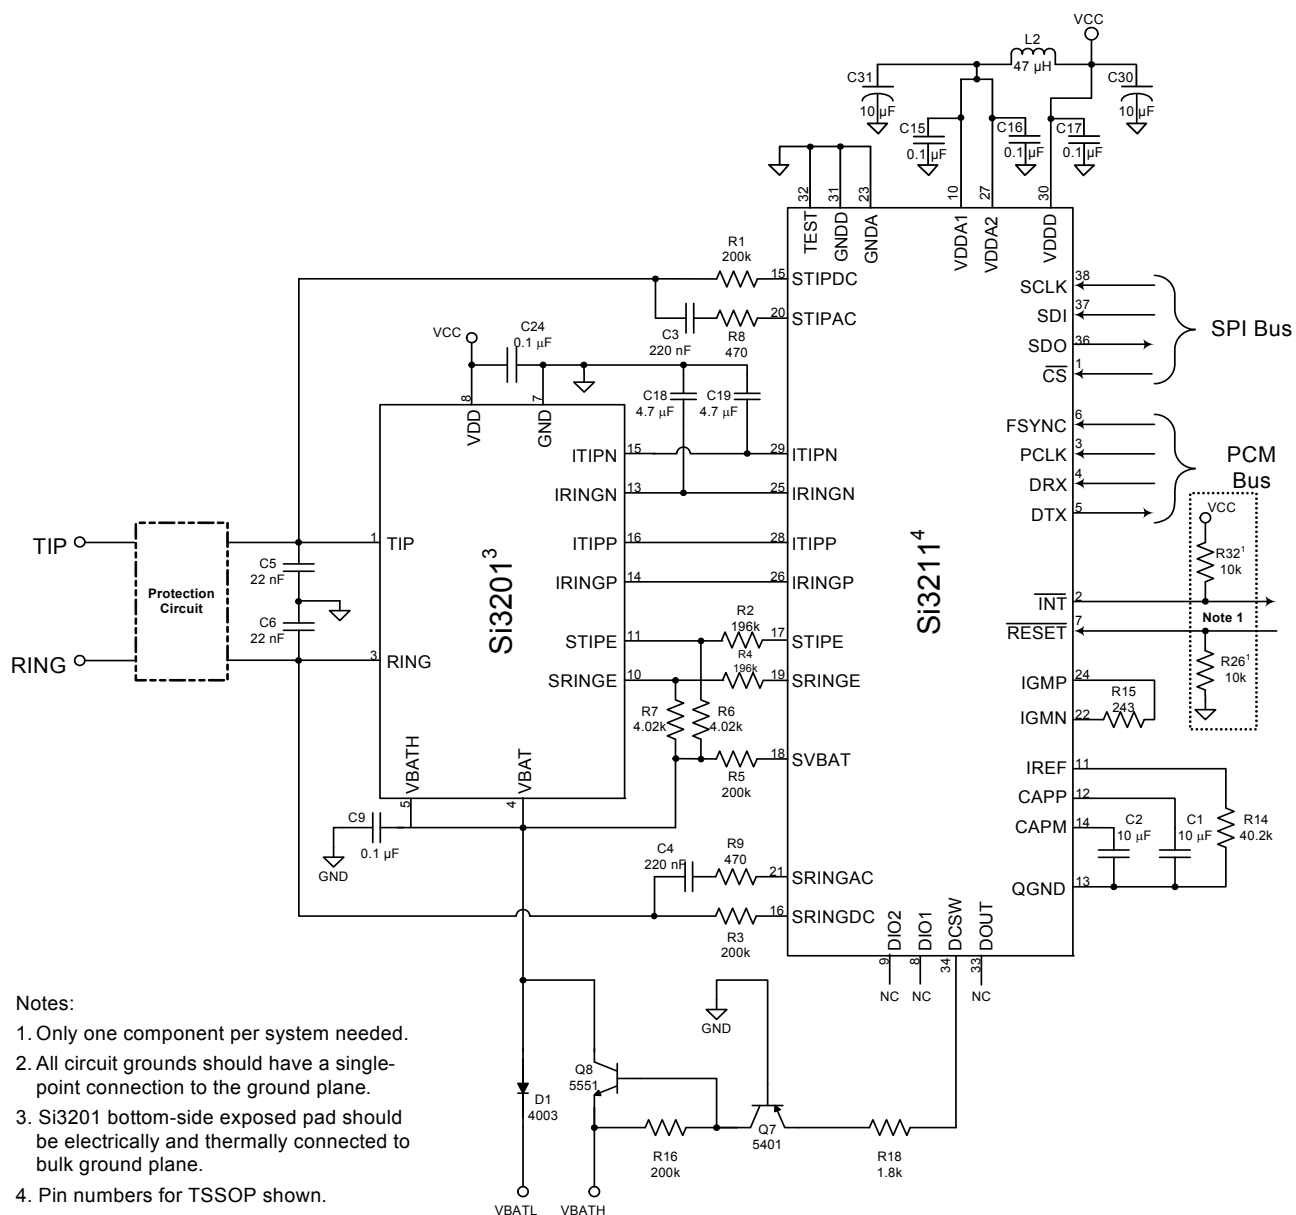 VCC
L2
47 µH
C31
10 µF
C30
10 µF
C15
0.1 µF
C16
0.1 µF
C17
0.1 µF
32
31
23
10
27
30
TEST
GNDD
GNDA
VDDA1
VDDA2
VDDD
R1
200k
15
STIPDC
C3
220 nF
R8
470
20
STIPAC
38
SCLK
37
SDI
36
SDO
1
CS
SPI Bus
VCC
C24
0.1 µF
8
7
VDD
GND
C18
4.7 µF
C19
4.7 µF
6
FSYNC
3
PCLK
4
DRX
5
DTX
PCM
Bus
ITIPN
15
29
ITIPN
IRINGN
13
25
IRINGN
TIP
Protection
Circuit
RING
C5
22 nF
C6
22 nF
1
TIP
3
RING
Si3201³
ITIPP
16
28
ITIPP
IRINGP
14
26
IRINGP
Si3211⁴
VCC
R32¹
10k
INT
2
Note 1
RESET
7
R26¹
10k
STIPE
11
R2
196k
17
STIPE
SRINGE
10
R4
196k
19
SRINGE
R7
4.02k
R6
4.02k
IGMP
24
R15
243
IGMN
22
VBATH
5
VBAT
4
R5
200k
18
SVBAT
IREF
11
CAPP
12
CAPM
14
C2
10 µF
C1
10 µF
R14
40.2k
QGND
13
C9
0.1 µF
GND
C4
220 nF
R9
470
21
SRINGAC
R3
200k
16
SRINGDC
DIO2
DIO1
DCSW
DOUT
9
8
34
33
NC
NC
NC
GND
Q8
5551
D1
4003
R16
200k
Q7
5401
R18
1.8k
VBATL
VBATH
Notes:
1. Only one component per system needed.
2. All circuit grounds should have a single-
point connection to the ground plane.
3. Si3201 bottom-side exposed pad should
be electrically and thermally connected to
bulk ground plane.
4. Pin numbers for TSSOP shown.